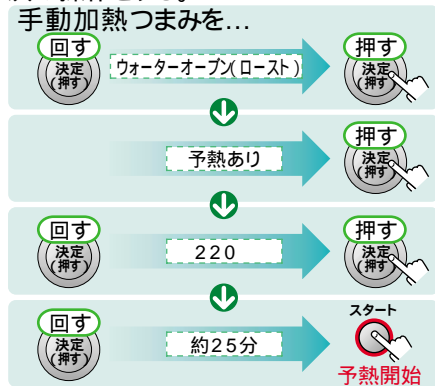 手動加熱つまみを…
回す
決定
(押す)
ウォーターオーブン(ロースト)
押す
決定
(押す)
予熱あり
押す
決定
(押す)
回す
決定
(押す)
220
押す
決定
(押す)
回す
決定
(押す)
約25分
スタート
予熱開始